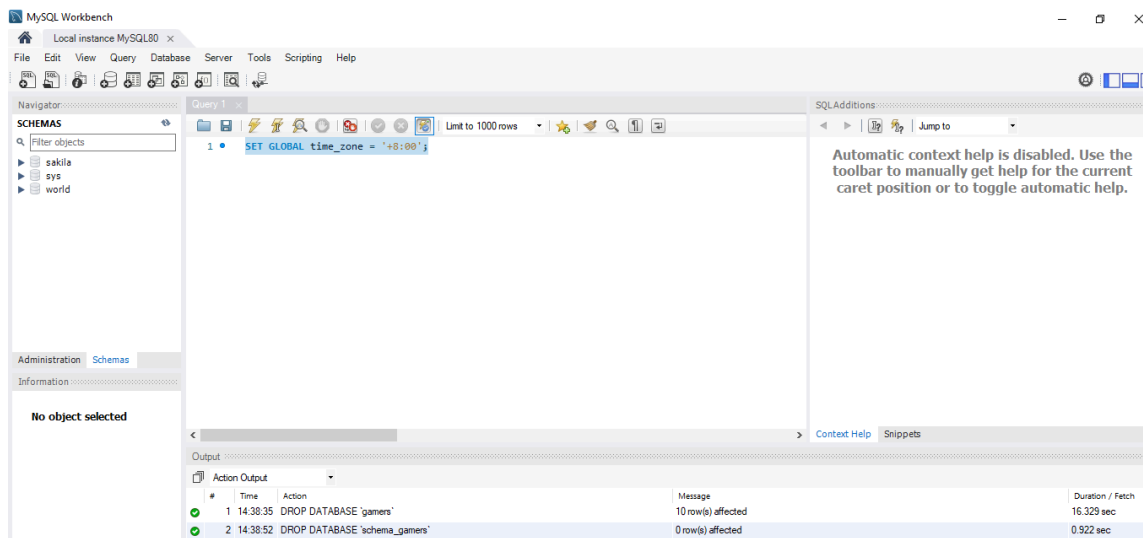 MySQL Workbench
Local instance MySQL80
File Edit View Query Database Server Tools Scripting Help
Navigator
SCHEMAS
Filter objects
sakila
sys
world
Administration Schemas
Information
No object selected
Query 1
Limit to 1000 rows
1 SET GLOBAL time_zone = '+8:00';
SQLAdditions
Jump to
Automatic context help is disabled. Use the
toolbar to manually get help for the current
caret position or to toggle automatic help.
Context Help Snippets
Output
Action Output
# Time Action Message Duration / Fetch
1 14:38:35 DROP DATABASE `gamers` 10 row(s) affected 16.329 sec
2 14:38:52 DROP DATABASE `schema_gamers` 0 row(s) affected 0.922 sec